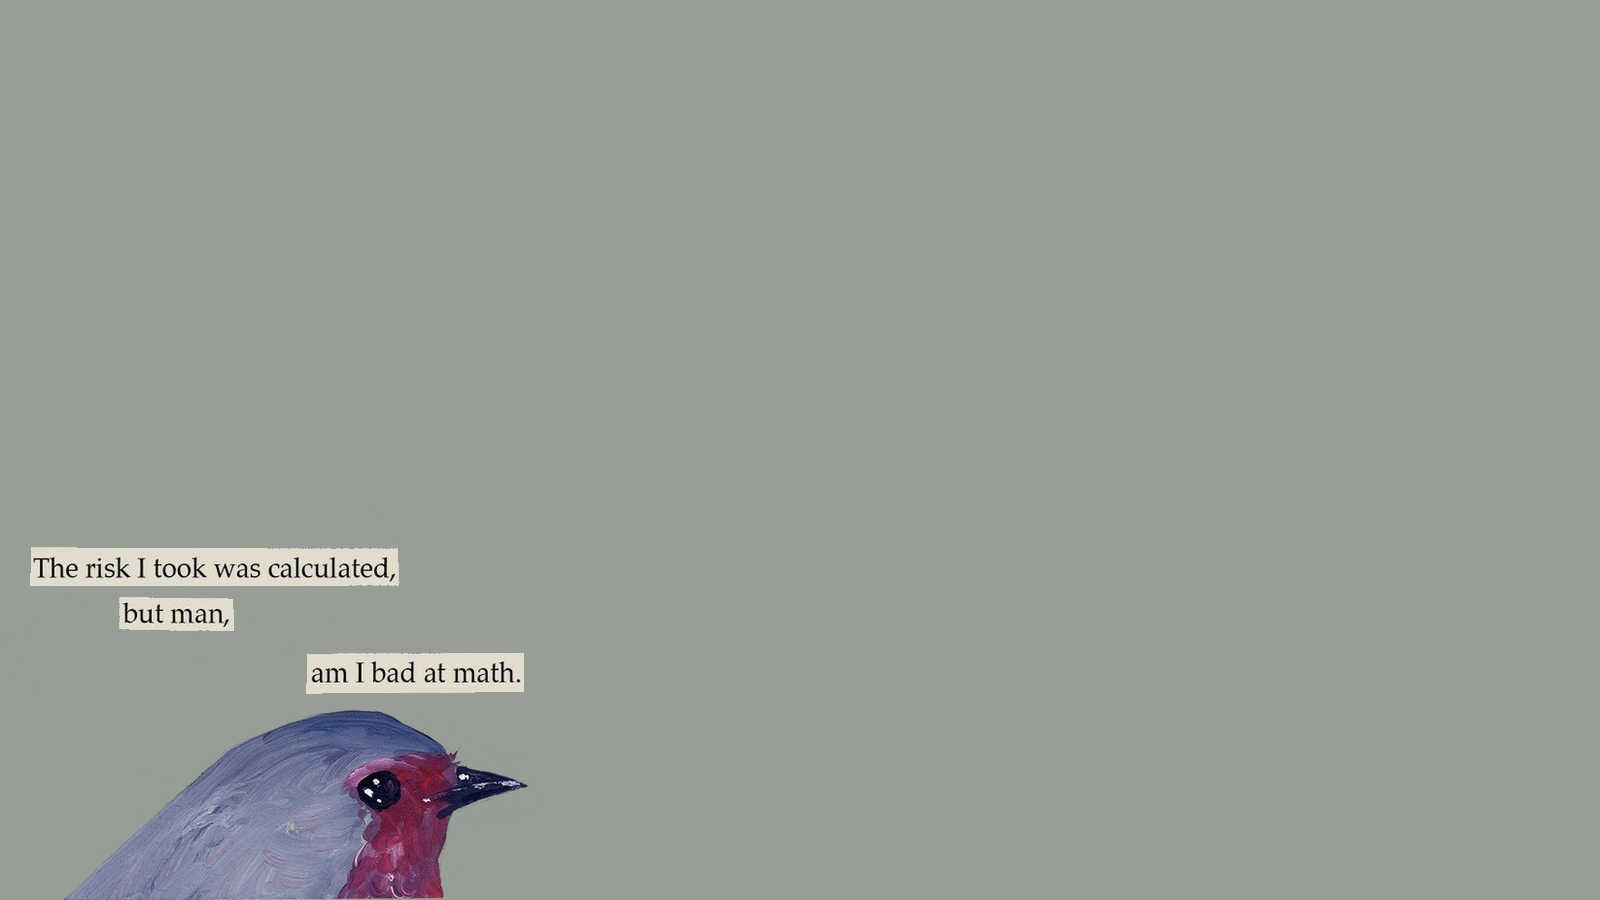 The risk I took was calculated,
but man,
am I bad at math.